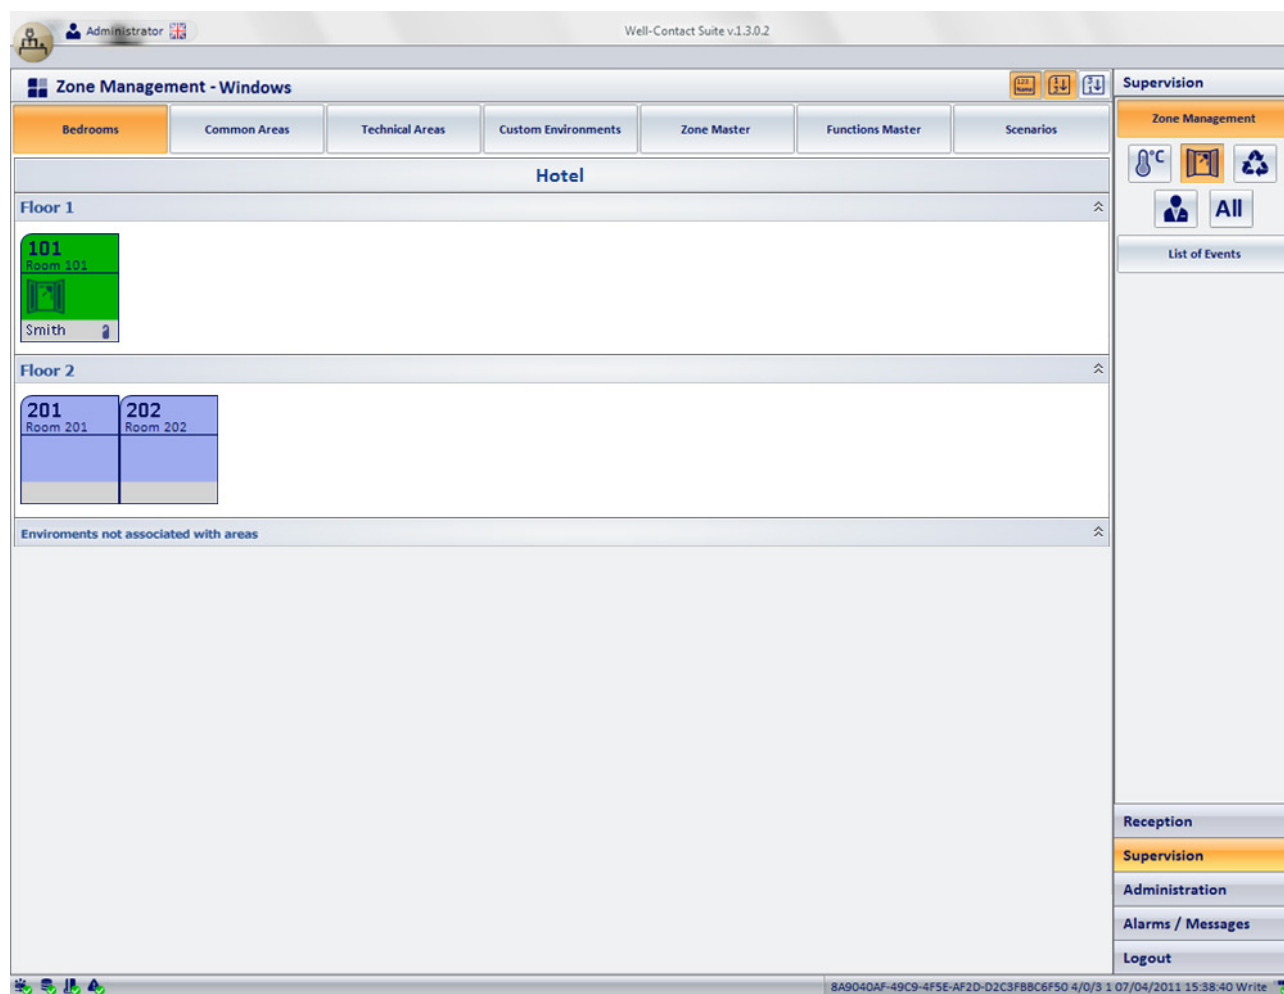 Administrator
Well-Contact Suite v.1.3.0.2
Zone Management - Windows
123 Name
Supervision
Bedrooms
Common Areas
Technical Areas
Custom Environments
Zone Master
Functions Master
Scenarios
Zone Management
Hotel
°C
All
List of Events
Floor 1
101
Room 101
Smith
Floor 2
201
Room 201
202
Room 202
Enviroments not associated with areas
Reception
Supervision
Administration
Alarms / Messages
Logout
8A9040AF-49C9-4F5E-AF2D-D2C3FBBC6F50 4/0/3 1 07/04/2011 15:38:40 Write